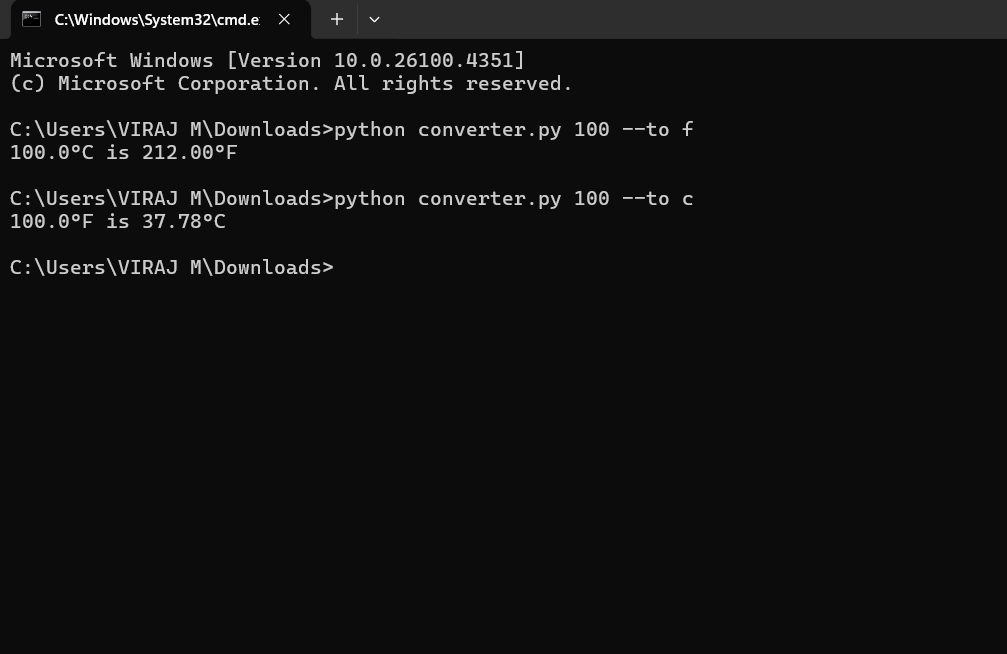 C:\Windows\System32\cmd.e
Microsoft Windows [Version 10.0.26100.4351]
(c) Microsoft Corporation. All rights reserved.
C:\Users\VIRAJ M\Downloads>python converter.py 100 --to f
100.0°C is 212.00°F
C:\Users\VIRAJ M\Downloads>python converter.py 100 --to c
100.0°F is 37.78°C
C:\Users\VIRAJ M\Downloads>